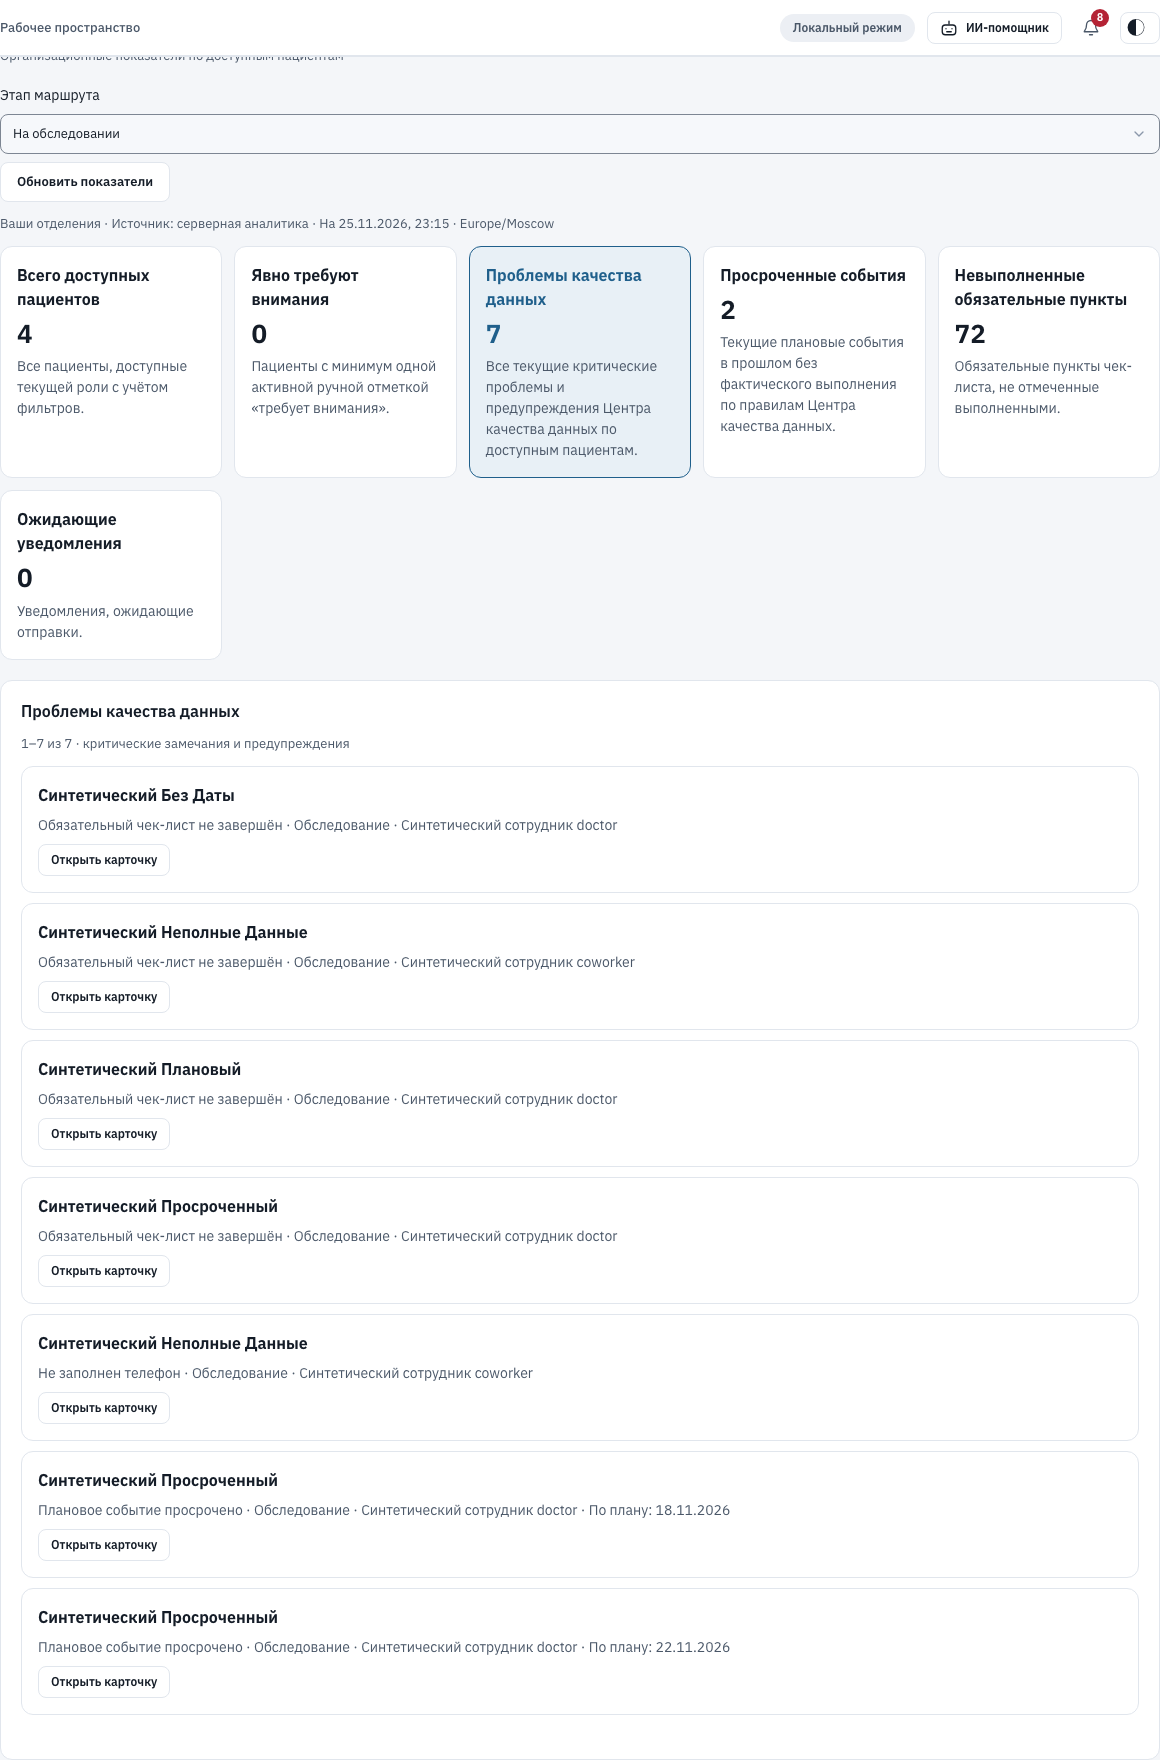 Рабочее пространство
Локальный режим
ИИ-помощник
8
Организационные показатели по доступным пациентам
Этап маршрута
На обследовании
Обновить показатели
Ваши отделения · Источник: серверная аналитика · На 25.11.2026, 23:15 · Europe/Moscow
Всего доступных
пациентов
4
Все пациенты, доступные
текущей роли с учётом
фильтров.
Явно требуют
внимания
0
Пациенты с минимум одной
активной ручной отметкой
«требует внимания».
Проблемы качества
данных
7
Все текущие критические
проблемы и
предупреждения Центра
качества данных по
доступным пациентам.
Просроченные события
2
Текущие плановые события
в прошлом без
фактического выполнения
по правилам Центра
качества данных.
Невыполненные
обязательные пункты
72
Обязательные пункты чек-
листа, не отмеченные
выполненными.
Ожидающие
уведомления
0
Уведомления, ожидающие
отправки.
Проблемы качества данных
1–7 из 7 · критические замечания и предупреждения
Синтетический Без Даты
Обязательный чек-лист не завершён · Обследование · Синтетический сотрудник doctor
Открыть карточку
Синтетический Неполные Данные
Обязательный чек-лист не завершён · Обследование · Синтетический сотрудник coworker
Открыть карточку
Синтетический Плановый
Обязательный чек-лист не завершён · Обследование · Синтетический сотрудник doctor
Открыть карточку
Синтетический Просроченный
Обязательный чек-лист не завершён · Обследование · Синтетический сотрудник doctor
Открыть карточку
Синтетический Неполные Данные
Не заполнен телефон · Обследование · Синтетический сотрудник coworker
Открыть карточку
Синтетический Просроченный
Плановое событие просрочено · Обследование · Синтетический сотрудник doctor · По плану: 18.11.2026
Открыть карточку
Синтетический Просроченный
Плановое событие просрочено · Обследование · Синтетический сотрудник doctor · По плану: 22.11.2026
Открыть карточку